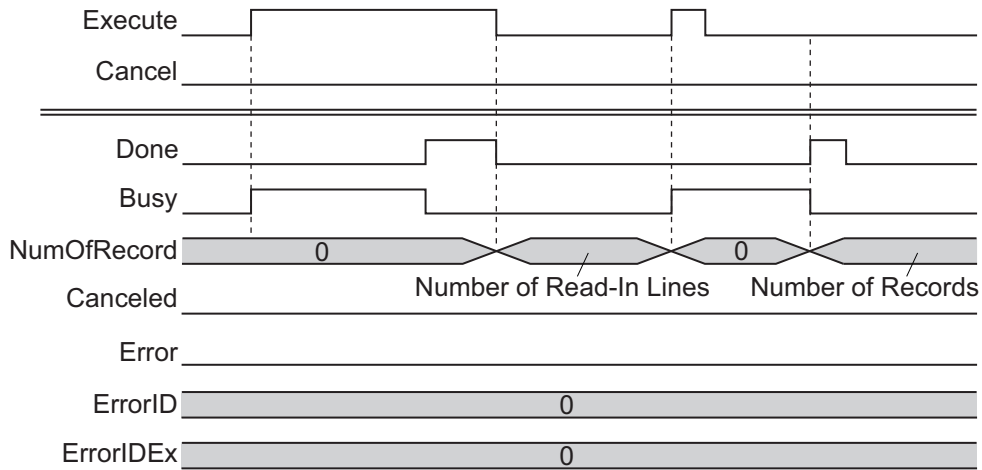 Execute
Cancel
Done
Busy
NumOfRecord 0 0
Number of Read-In Lines Number of Records
Canceled
Error
ErrorID 0
ErrorIDEx 0